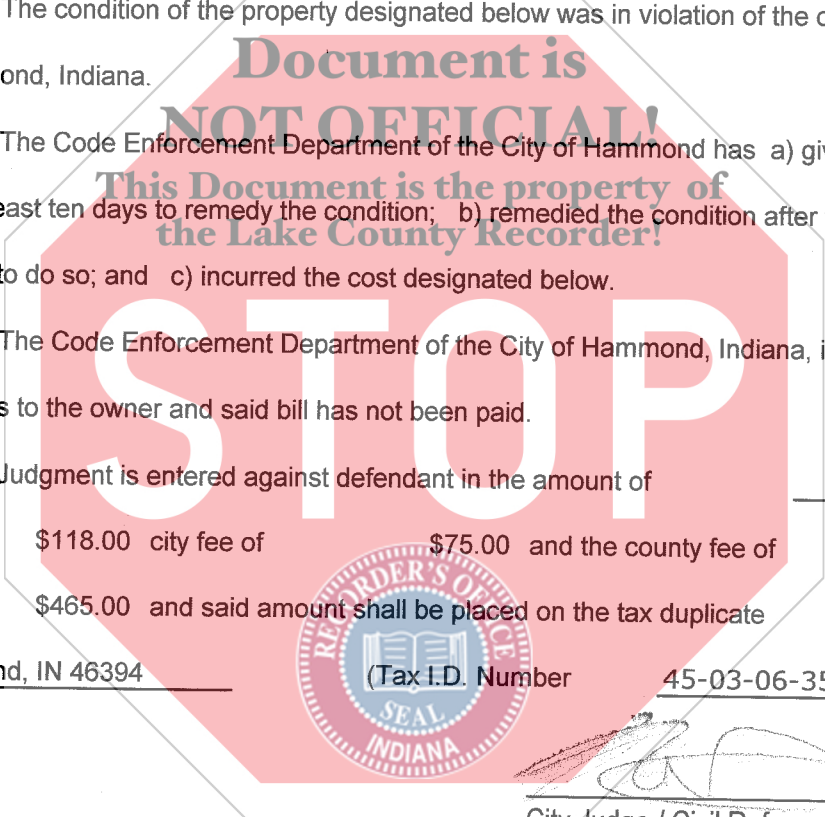 The condition of the property designated below was in violation of the
Document is
ond, Indiana.
NOT OFFICIAL!
The Code Enforcement Department of the City of Hammond has a)
This Document is the property of
east ten days to remedy the condition; b) remedied the condition after
the Lake County Recorder!
to do so; and c) incurred the cost designated below.
STOP
The Code Enforcement Department of the City of Hammond, Indiana,
s to the owner and said bill has not been paid.
Judgment is entered against defendant in the amount of
$118.00 city fee of $75.00 and the county fee of
$465.00 and said amount shall be placed on the tax duplicate
RECORDER'S OFFICE
SEAL
INDIANA
nd, IN 46394 (Tax I.D. Number 45-03-06-35
City Judge / Civil